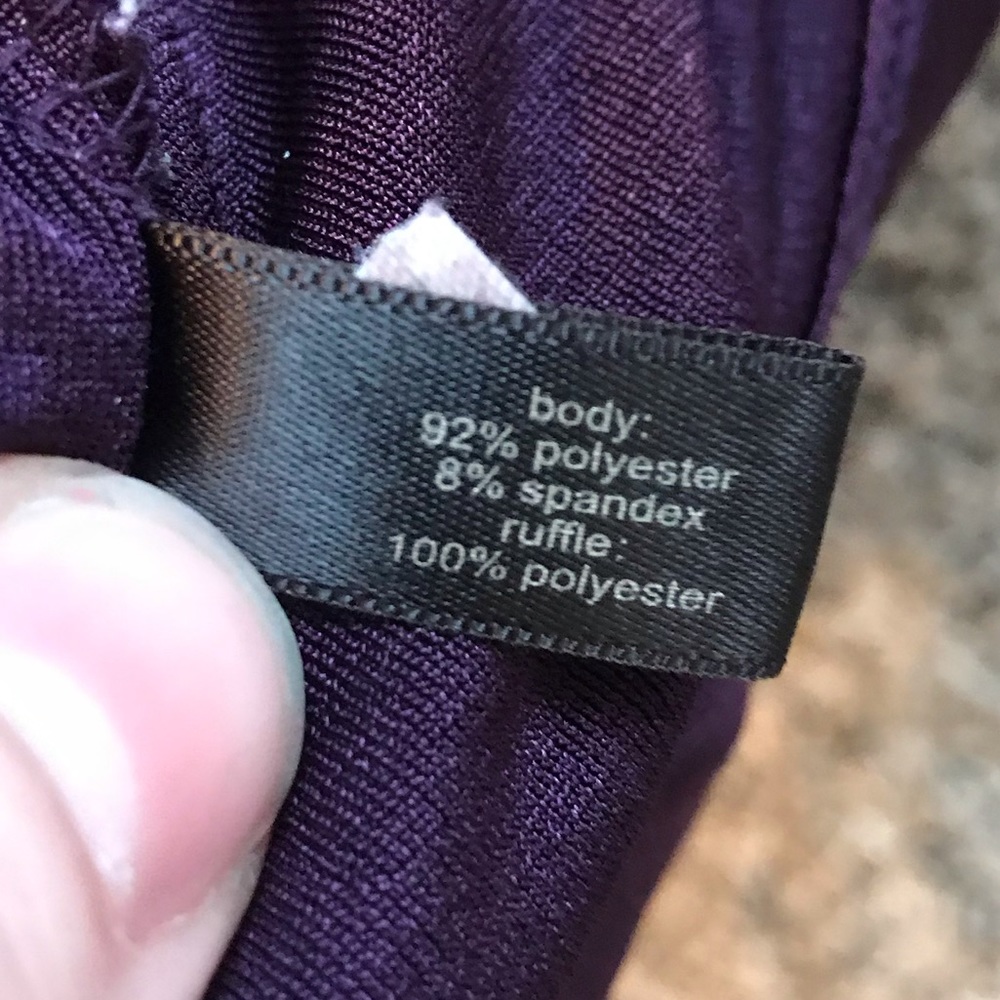 body:
92% polyester
8% spandex
ruffle:
100% polyester